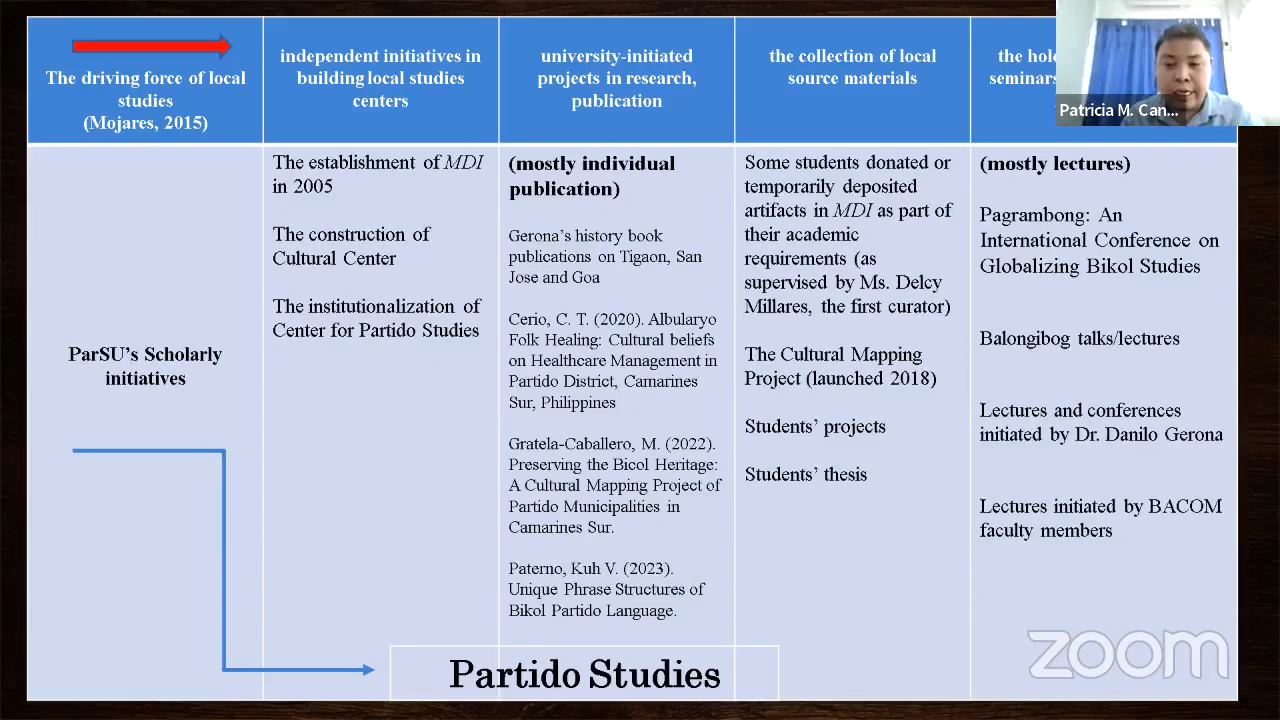 The driving force of local
studies
(Mojares, 2015)
independent initiatives in
building local studies
centers
university-initiated
projects in research,
publication
the collection of local
source materials
the
seminars
Patricia M. Can...
ParSU's Scholarly
initiatives
The establishment of MDI
in 2005
The construction of
Cultural Center
The institutionalization of
Center for Partido Studies
(mostly individual
publication)
Gerona's history book
publications on Tigaon, San
Jose and Goa
Cerio, C. T. (2020). Albularyo
Folk Healing: Cultural beliefs
on Healthcare Management in
Partido District, Camarines
Sur, Philippines
Gratela-Caballero, M. (2022).
Preserving the Bicol Heritage:
A Cultural Mapping Project of
Partido Municipalities in
Camarines Sur.
Paterno, Kuh V. (2023).
Unique Phrase Structures of
Bikol Partido Language.
Some students donated or
temporarily deposited
artifacts in MDI as part of
their academic
requirements (as
supervised by Ms. Delcy
Millares, the first curator)
The Cultural Mapping
Project (launched 2018)
Students' projects
Students' thesis
(mostly lectures)
Pagrambong: An
International Conference on
Globalizing Bikol Studies
Balongibog talks/lectures
Lectures and conferences
initiated by Dr. Danilo Gerona
Lectures initiated by BACOM
faculty members
Partido Studies
zoom